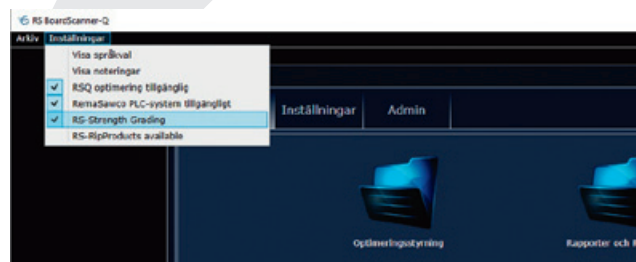 RS BoardScanner-Q
Arkiv Inställningar
Visa språkval
Visa noteringar
RSQ optimering tillgänglig
RemaSawco PLC-system tillgängligt
RS-Strength Grading
RS-RipProducts available
Inställningar Admin
Optimeringsstyrning
Rapporter och